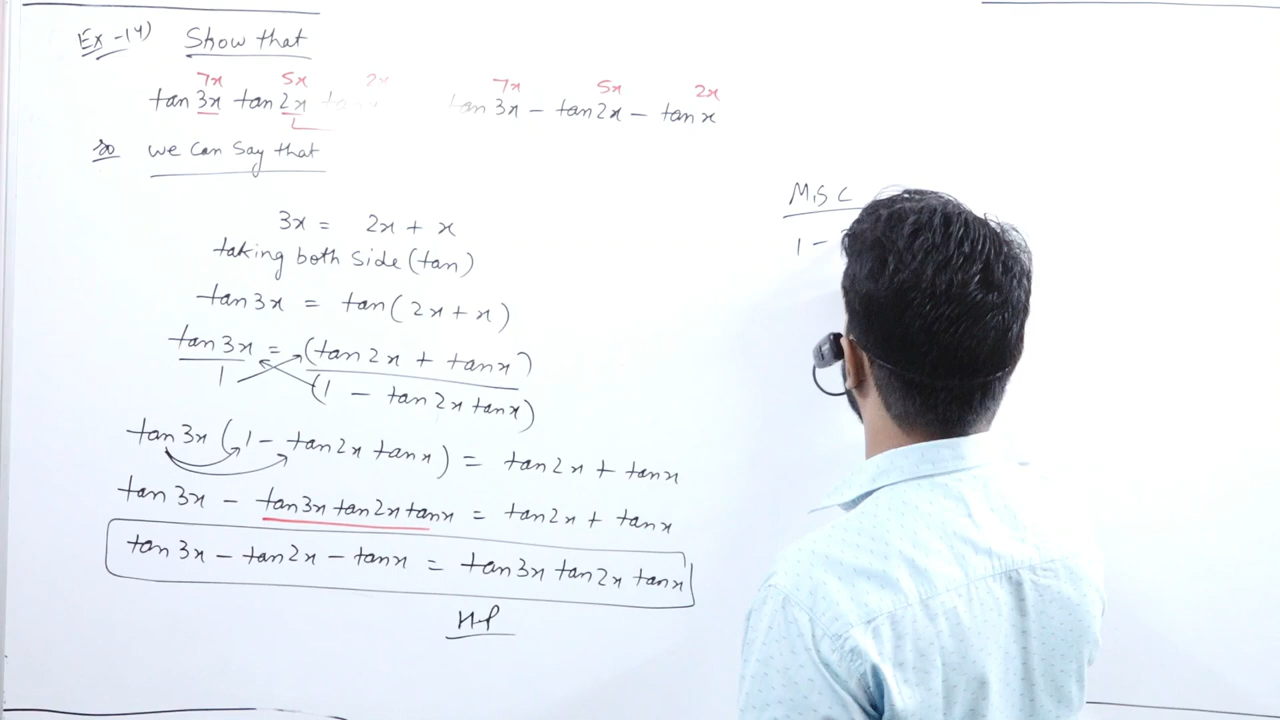 Ex-14) Show that
7x 5x 2x 7x 5x 2x
tan 3x tan 2x tan 3x - tan 2x - tan x
so we can say that
3x = 2x + x
taking both side (tan)
tan 3x = tan (2x + x)
tan 3x = (tan 2x + tan x)
1 (1 - tan 2x tan x)
tan 3x (1 - tan 2x tan x) = tan 2x + tan x
tan 3x - tan 3x tan 2x tan x = tan 2x + tan x
tan 3x - tan 2x - tan x = tan 3x tan 2x tan x
H.P
MISC
1 -